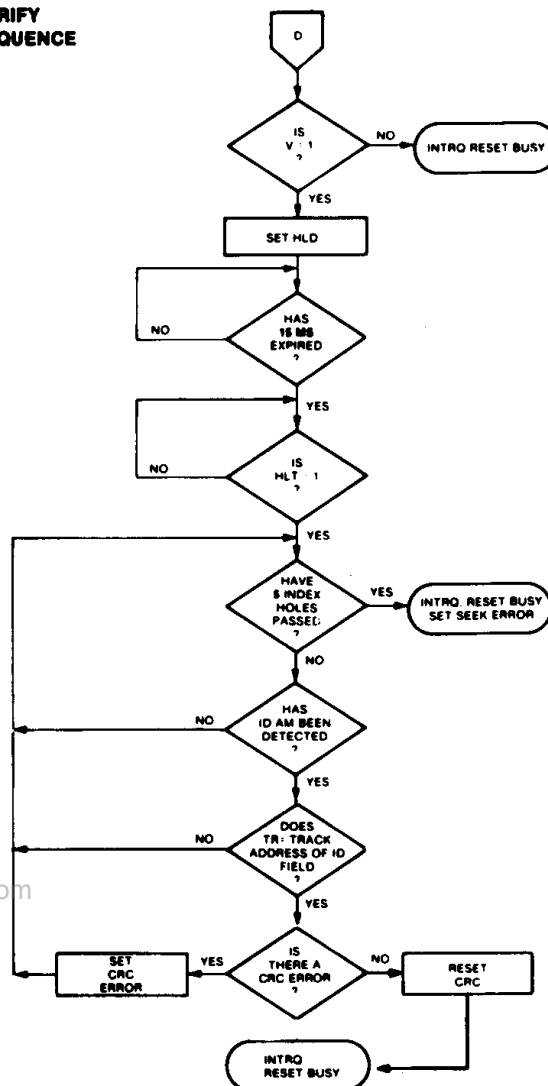 RIFY
QUENCE
D
IS
V = 1
?
NO
INTRQ RESET BUSY
YES
SET HLD
HAS
15 MS
EXPIRED
?
NO
YES
IS
HLT = 1
?
NO
YES
HAVE
5 INDEX
HOLES
PASSED
?
YES
INTRQ, RESET BUSY
SET SEEK ERROR
NO
HAS
ID AM BEEN
DETECTED
?
NO
YES
DOES
TR = TRACK
ADDRESS OF ID
FIELD
?
NO
YES
om
IS
THERE A
CRC ERROR
?
YES
SET
CRC
ERROR
NO
RESET
CRC
INTRQ
RESET BUSY